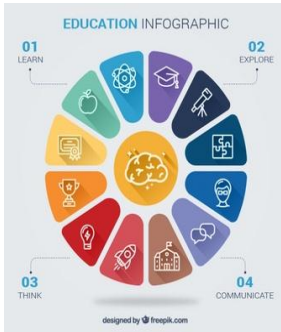 EDUCATION INFOGRAPHIC
01
LEARN
02
EXPLORE
03
THINK
04
COMMUNICATE
designed by freepik.com